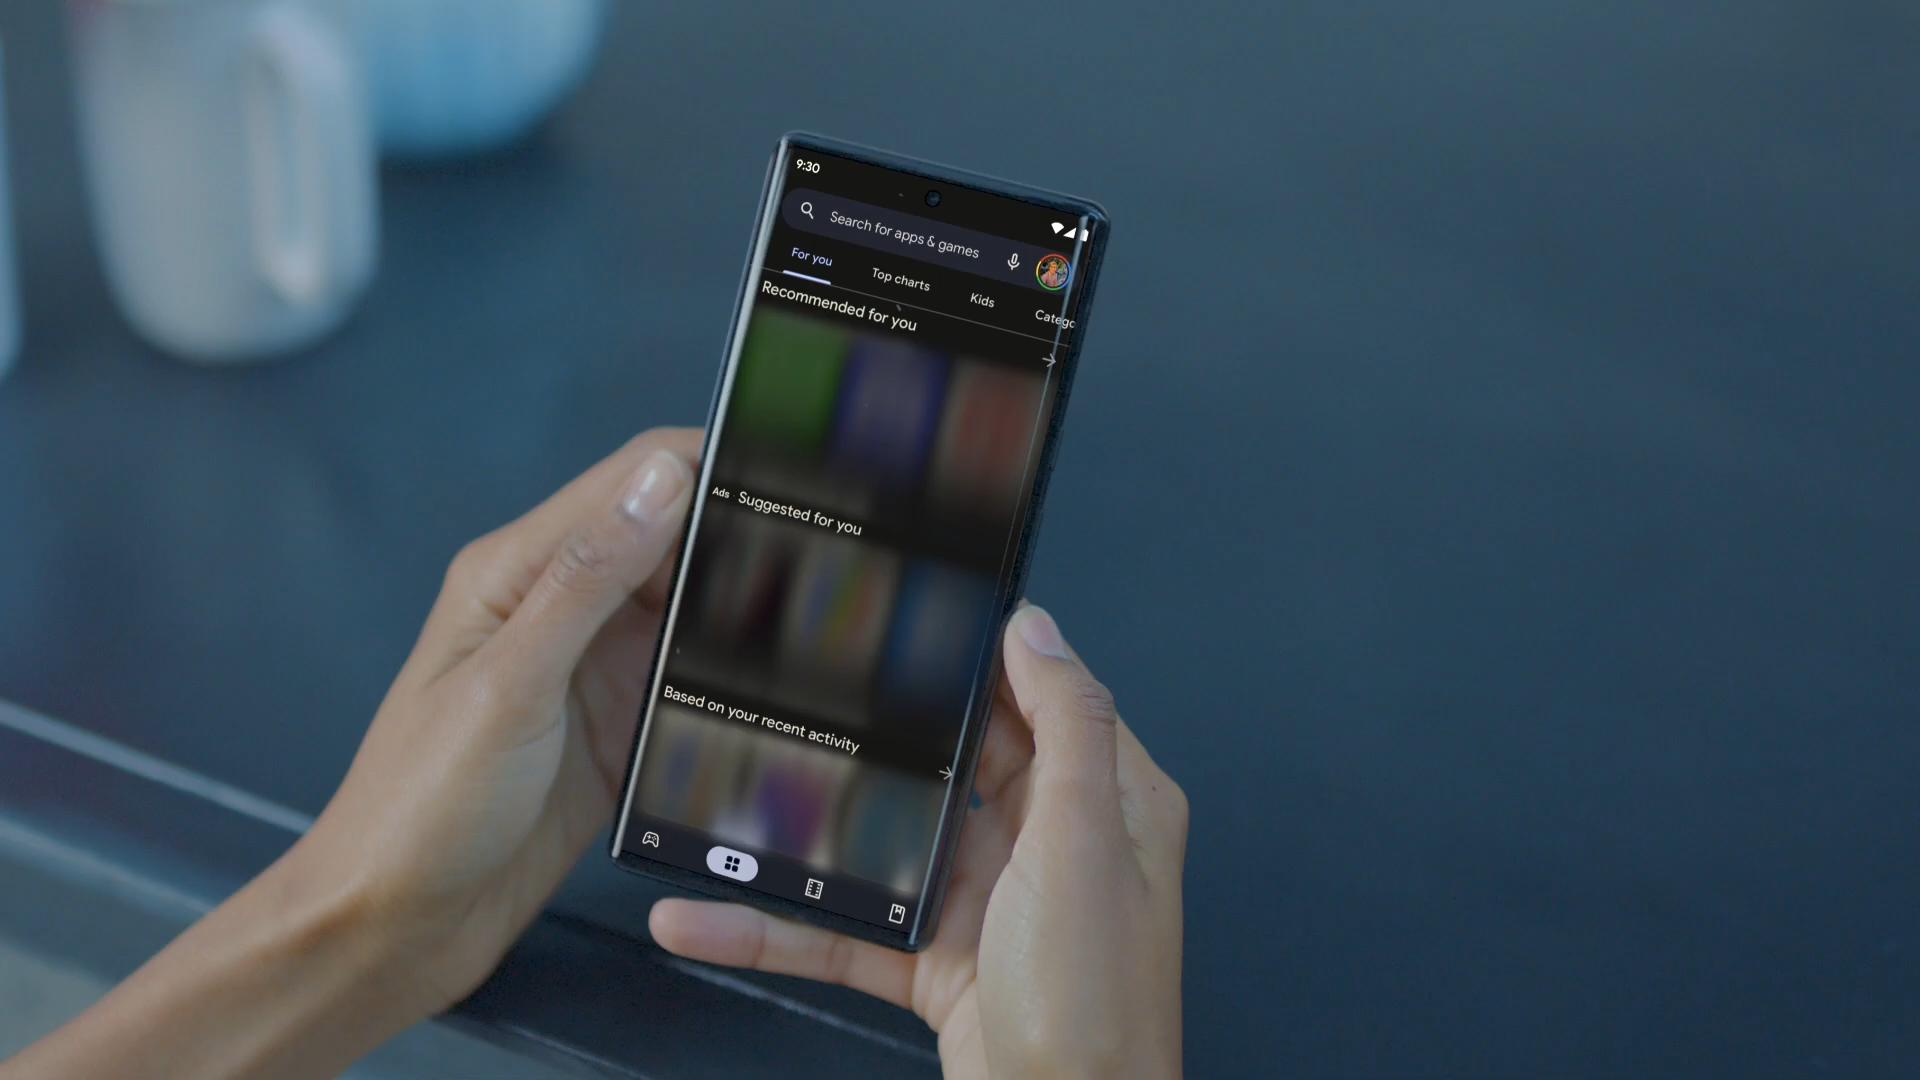 9:30
Search for apps & games
For you
Top charts
Kids
Catego
Recommended for you
Ads · Suggested for you
Based on your recent activity